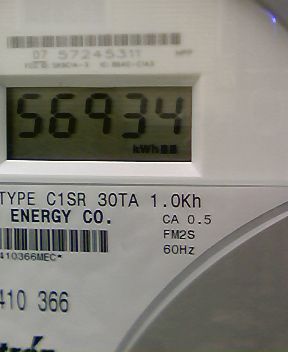 07 57245311
56934
kWh
TYPE C1SR 30TA 1.0Kh
ENERGY CO.
CA 0.5
FM2S
60Hz
410366MEC*
410 366